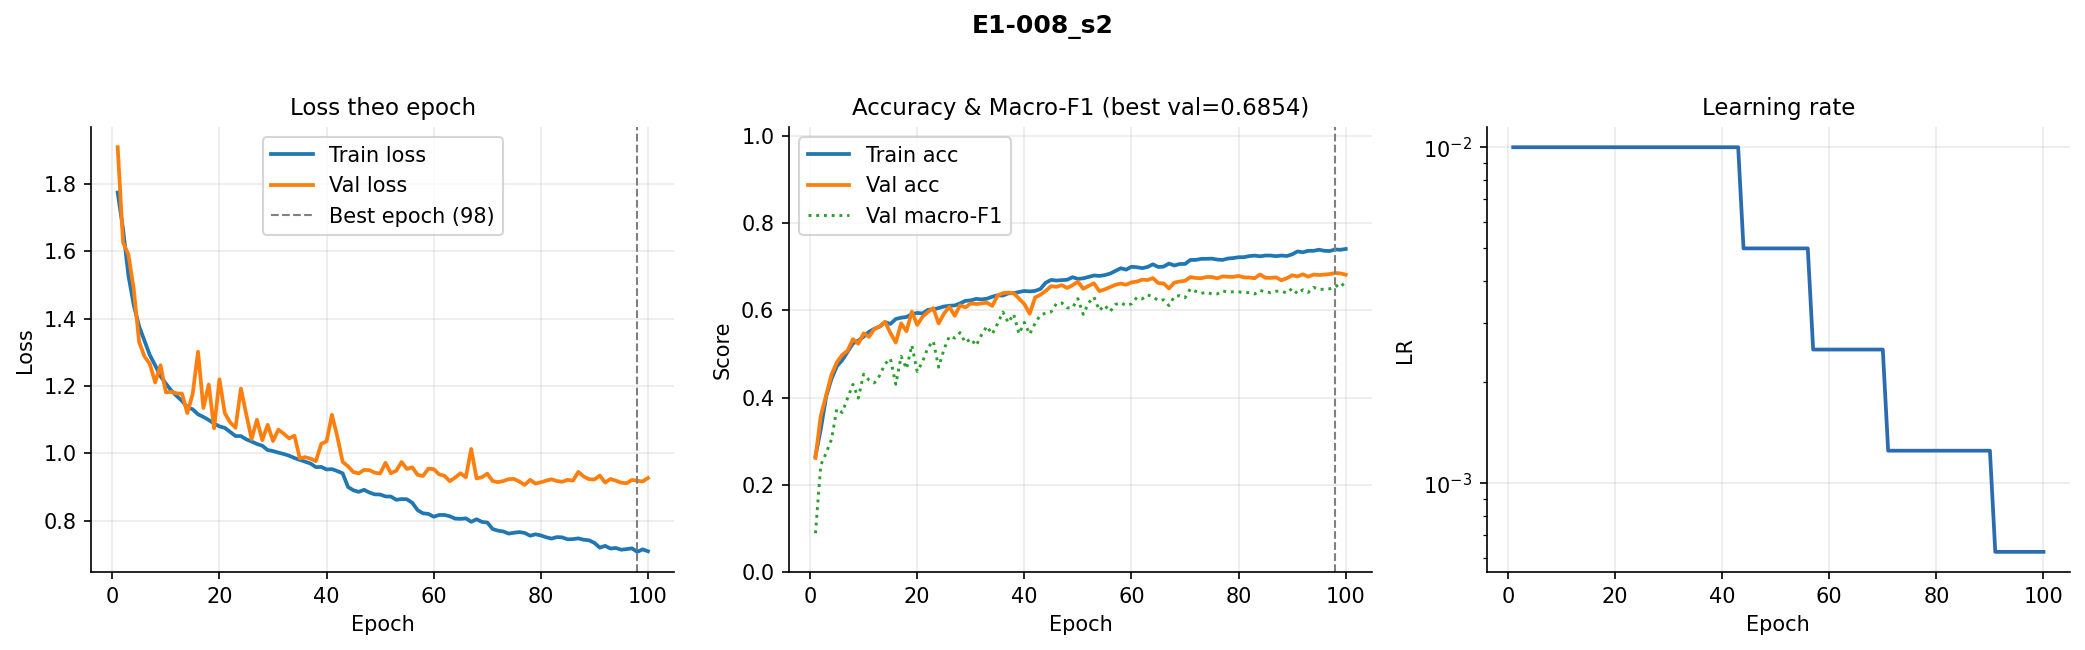 E1-008_s2
Loss theo epoch
Train loss
Val loss
Best epoch (98)
1.8
1.6
1.4
1.2
1.0
0.8
Loss
0 20 40 60 80 100
Epoch
Accuracy & Macro-F1 (best val=0.6854)
Train acc
Val acc
Val macro-F1
1.0
0.8
0.6
0.4
0.2
0.0
Score
0 20 40 60 80 100
Epoch
Learning rate
10⁻²
10⁻³
LR
0 20 40 60 80 100
Epoch